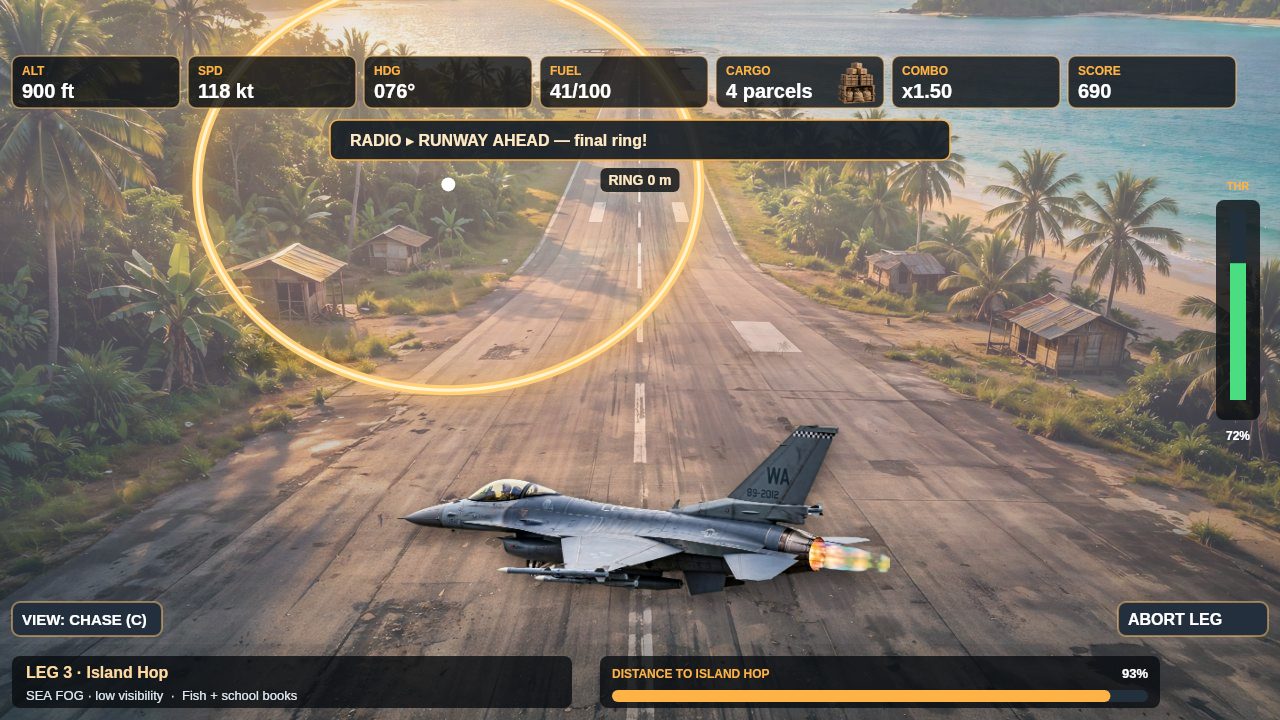 ALT
900 ft
SPD
118 kt
HDG
076°
FUEL
41/100
CARGO
4 parcels
COMBO
x1.50
SCORE
690
RADIO ▸ RUNWAY AHEAD — final ring!
RING 0 m
THR
72%
WA
99-2012
VIEW: CHASE (C)
ABORT LEG
LEG 3 · Island Hop
SEA FOG · low visibility · Fish + school books
DISTANCE TO ISLAND HOP
93%